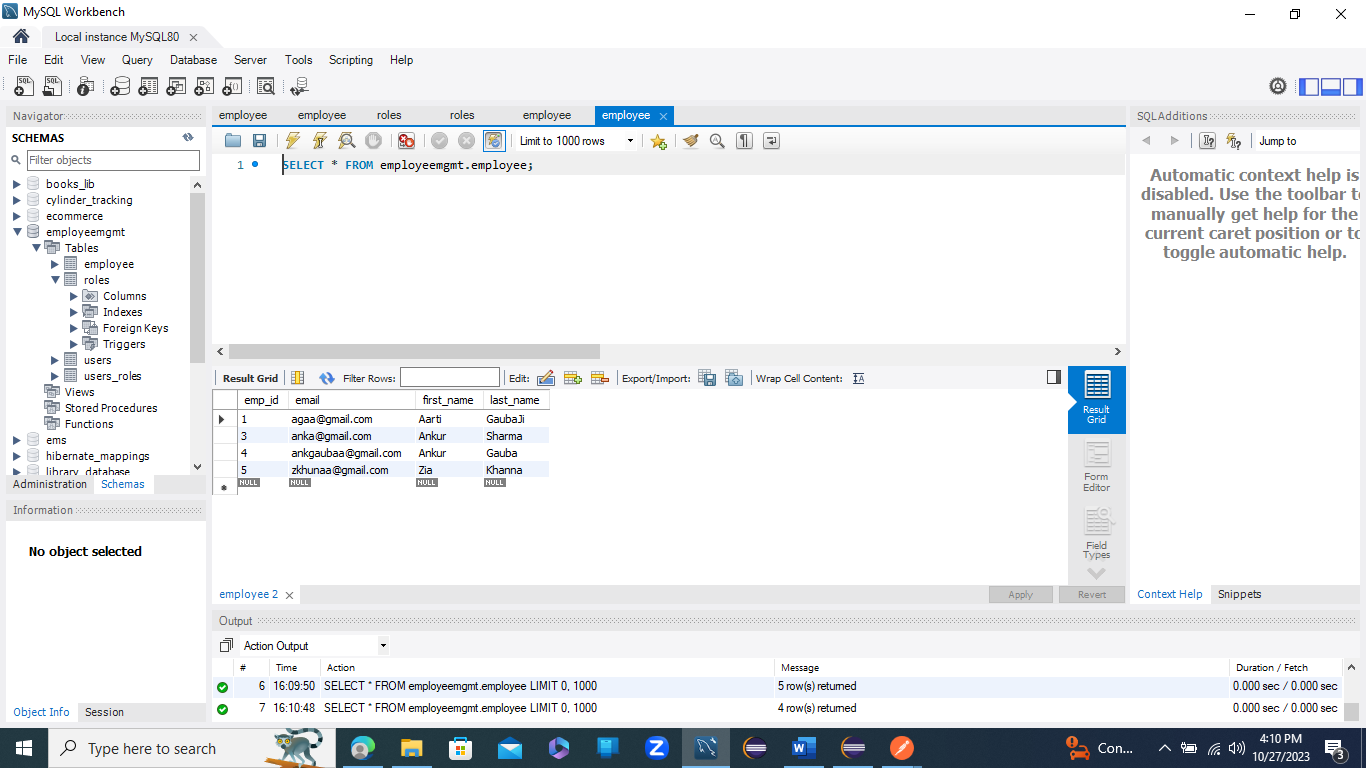 MySQL Workbench
Local instance MySQL80
File Edit View Query Database Server Tools Scripting Help
Navigator
SCHEMAS
Filter objects
books_lib
cylinder_tracking
ecommerce
employeemgmt
Tables
employee
roles
Columns
Indexes
Foreign Keys
Triggers
users
users_roles
Views
Stored Procedures
Functions
ems
hibernate_mappings
library_database
Administration Schemas
Information
No object selected
Object Info Session
employee employee roles roles employee employee
Limit to 1000 rows
1 SELECT * FROM employeemgmt.employee;
Result Grid Filter Rows: Edit: Export/Import: Wrap Cell Content: IA
emp_id email first_name last_name
1 agaa@gmail.com Aarti GaubaJi
3 anka@gmail.com Ankur Sharma
4 ankgaubaa@gmail.com Ankur Gauba
5 zkhunaa@gmail.com Zia Khanna
NULL NULL NULL NULL
Result
Grid
Form
Editor
Field
Types
employee 2 Apply Revert
SQLAdditions
Jump to
Automatic context help is
disabled. Use the toolbar to
manually get help for the
current caret position or to
toggle automatic help.
Context Help Snippets
Output
Action Output
# Time Action Message Duration / Fetch
6 16:09:50 SELECT * FROM employeemgmt.employee LIMIT 0, 1000 5 row(s) returned 0.000 sec / 0.000 sec
7 16:10:48 SELECT * FROM employeemgmt.employee LIMIT 0, 1000 4 row(s) returned 0.000 sec / 0.000 sec
Type here to search
Con...
4:10 PM
10/27/2023
3